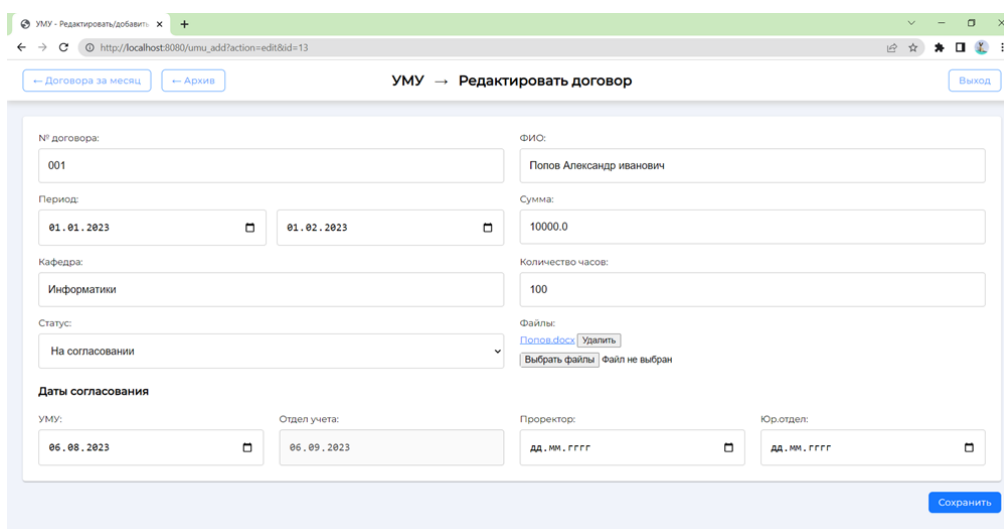 УМУ - Редактировать/добавить
http://localhost:8080/umu_add?action=edit&id=13
← Договора за месяц ← Архив УМУ → Редактировать договор Выход
№ договора: ФИО:
001 Попов Александр иванович
Период: Сумма:
01.01.2023 01.02.2023 10000.0
Кафедра: Количество часов:
Информатики 100
Статус: Файлы:
На согласовании Попов.docx Удалить
Выбрать файлы Файл не выбран
Даты согласования
УМУ: Отдел учета: Проректор: Юр.отдел:
06.08.2023 06.09.2023 дд.мм.гггг дд.мм.гггг
Сохранить